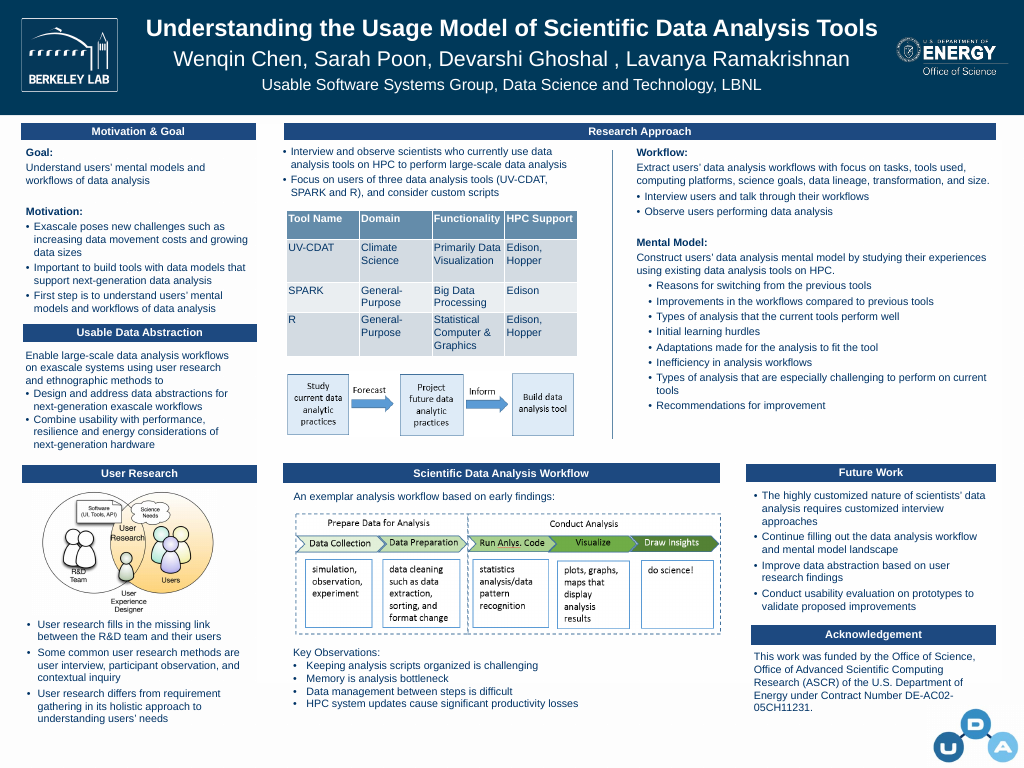 Understanding the Usage Model of Scientific Data Analysis Tools
Wenqin Chen, Sarah Poon, Devarshi Ghoshal , Lavanya Ramakrishnan
Usable Software Systems Group, Data Science and Technology, LBNL
BERKELEY LAB
U.S. DEPARTMENT OF
ENERGY
Office of Science
Motivation & Goal
Goal:
Understand users' mental models and
workflows of data analysis
Motivation:
• Exascale poses new challenges such as
increasing data movement costs and growing
data sizes
• Important to build tools with data models that
support next-generation data analysis
• First step is to understand users' mental
models and workflows of data analysis
Usable Data Abstraction
Enable large-scale data analysis workflows
on exascale systems using user research
and ethnographic methods to
• Design and address data abstractions for
next-generation exascale workflows
• Combine usability with performance,
resilience and energy considerations of
next-generation hardware
User Research
Software
(UI, Tools, API)
Science
Needs
User
Research
R&D
Team
Users
User
Experience
Designer
• User research fills in the missing link
between the R&D team and their users
• Some common user research methods are
user interview, participant observation, and
contextual inquiry
• User research differs from requirement
gathering in its holistic approach to
understanding users' needs
Research Approach
• Interview and observe scientists who currently use data
analysis tools on HPC to perform large-scale data analysis
• Focus on users of three data analysis tools (UV-CDAT,
SPARK and R), and consider custom scripts
Tool Name Domain Functionality HPC Support
UV-CDAT Climate Primarily Data Edison,
Science Visualization Hopper
SPARK General- Big Data Edison
Purpose Processing
R General- Statistical Edison,
Purpose Computer & Hopper
Graphics
Study
current data
analytic
practices
Forecast
Project
future data
analytic
practices
Inform
Build data
analysis tool
Workflow:
Extract users' data analysis workflows with focus on tasks, tools used,
computing platforms, science goals, data lineage, transformation, and size.
• Interview users and talk through their workflows
• Observe users performing data analysis
Mental Model:
Construct users' data analysis mental model by studying their experiences
using existing data analysis tools on HPC.
• Reasons for switching from the previous tools
• Improvements in the workflows compared to previous tools
• Types of analysis that the current tools perform well
• Initial learning hurdles
• Adaptations made for the analysis to fit the tool
• Inefficiency in analysis workflows
• Types of analysis that are especially challenging to perform on current
tools
• Recommendations for improvement
Scientific Data Analysis Workflow
An exemplar analysis workflow based on early findings:
Prepare Data for Analysis Conduct Analysis
Data Collection Data Preparation Run Anlys. Code Visualize Draw Insights
simulation,
observation,
experiment
data cleaning
such as data
extraction,
sorting, and
format change
statistics
analysis/data
pattern
recognition
plots, graphs,
maps that
display
analysis
results
do science!
Key Observations:
• Keeping analysis scripts organized is challenging
• Memory is analysis bottleneck
• Data management between steps is difficult
• HPC system updates cause significant productivity losses
Future Work
• The highly customized nature of scientists' data
analysis requires customized interview
approaches
• Continue filling out the data analysis workflow
and mental model landscape
• Improve data abstraction based on user
research findings
• Conduct usability evaluation on prototypes to
validate proposed improvements
Acknowledgement
This work was funded by the Office of Science,
Office of Advanced Scientific Computing
Research (ASCR) of the U.S. Department of
Energy under Contract Number DE-AC02-
05CH11231.
U D A